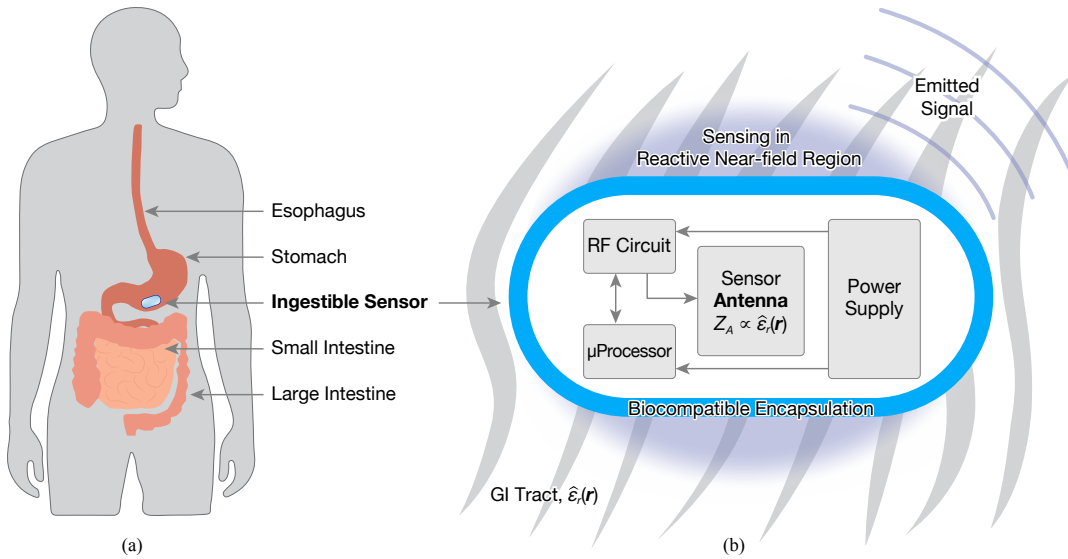 Esophagus
Stomach
Ingestible Sensor
Small Intestine
Large Intestine
(a)
Emitted
Signal
Sensing in
Reactive Near-field Region
RF Circuit
Sensor
Antenna
Z_A ∝ ε̂_r(r)
µProcessor
Power
Supply
Biocompatible Encapsulation
GI Tract, ε̂_r(r)
(b)